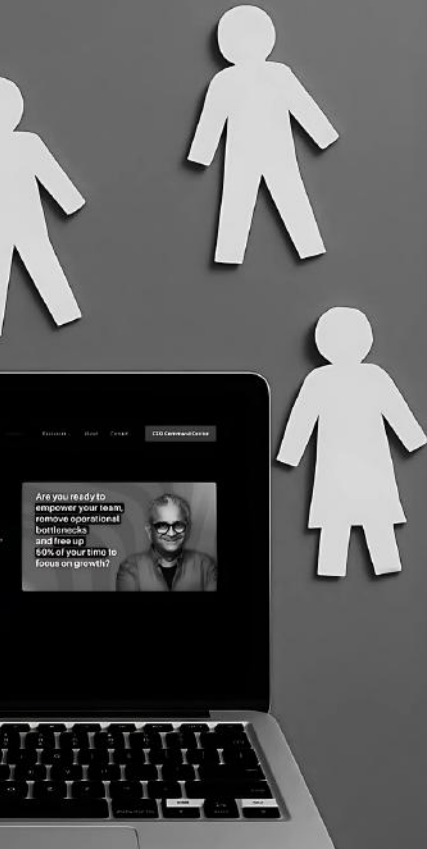 About Contact CEO Command Center
Are you ready to
empower your team,
remove operational
bottlenecks
and free up
50% of your time to
focus on growth?